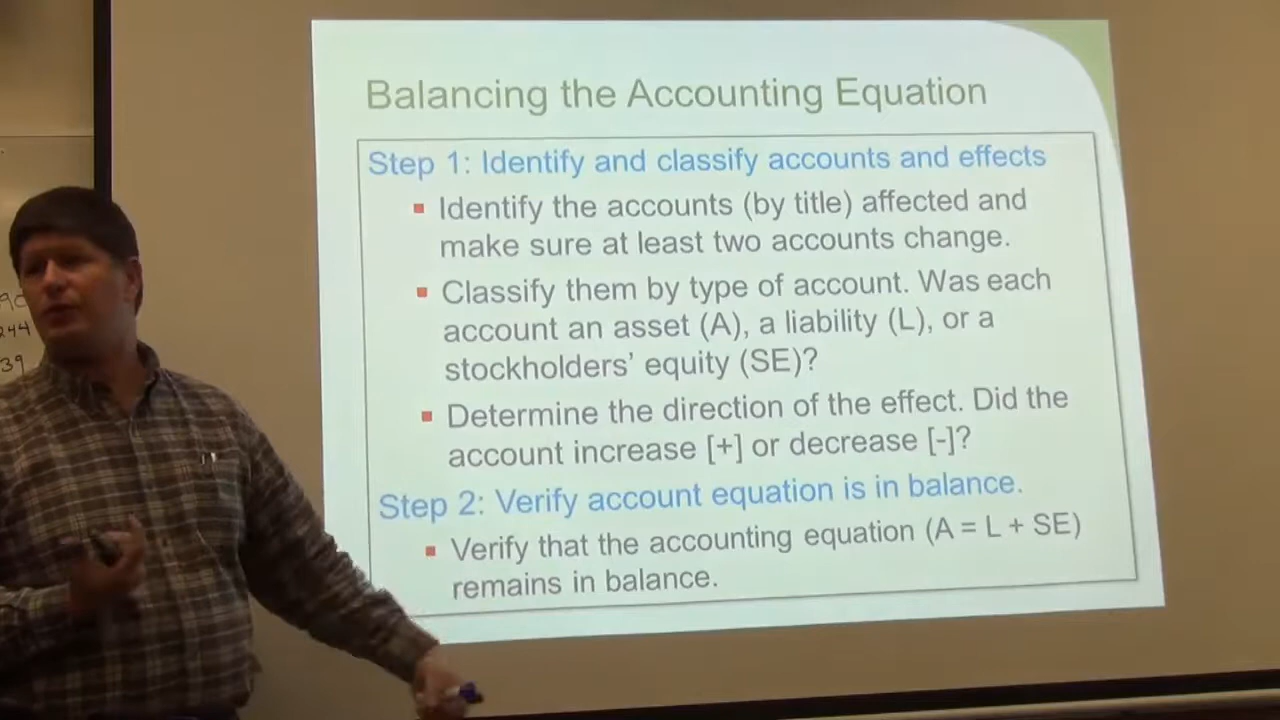 Balancing the Accounting Equation
Step 1: Identify and classify accounts and effects
Identify the accounts (by title) affected and
make sure at least two accounts change.
Classify them by type of account. Was each
account an asset (A), a liability (L), or a
stockholders' equity (SE)?
Determine the direction of the effect. Did the
account increase [+] or decrease [-]?
Step 2: Verify account equation is in balance.
Verify that the accounting equation (A = L + SE)
remains in balance.
244
39